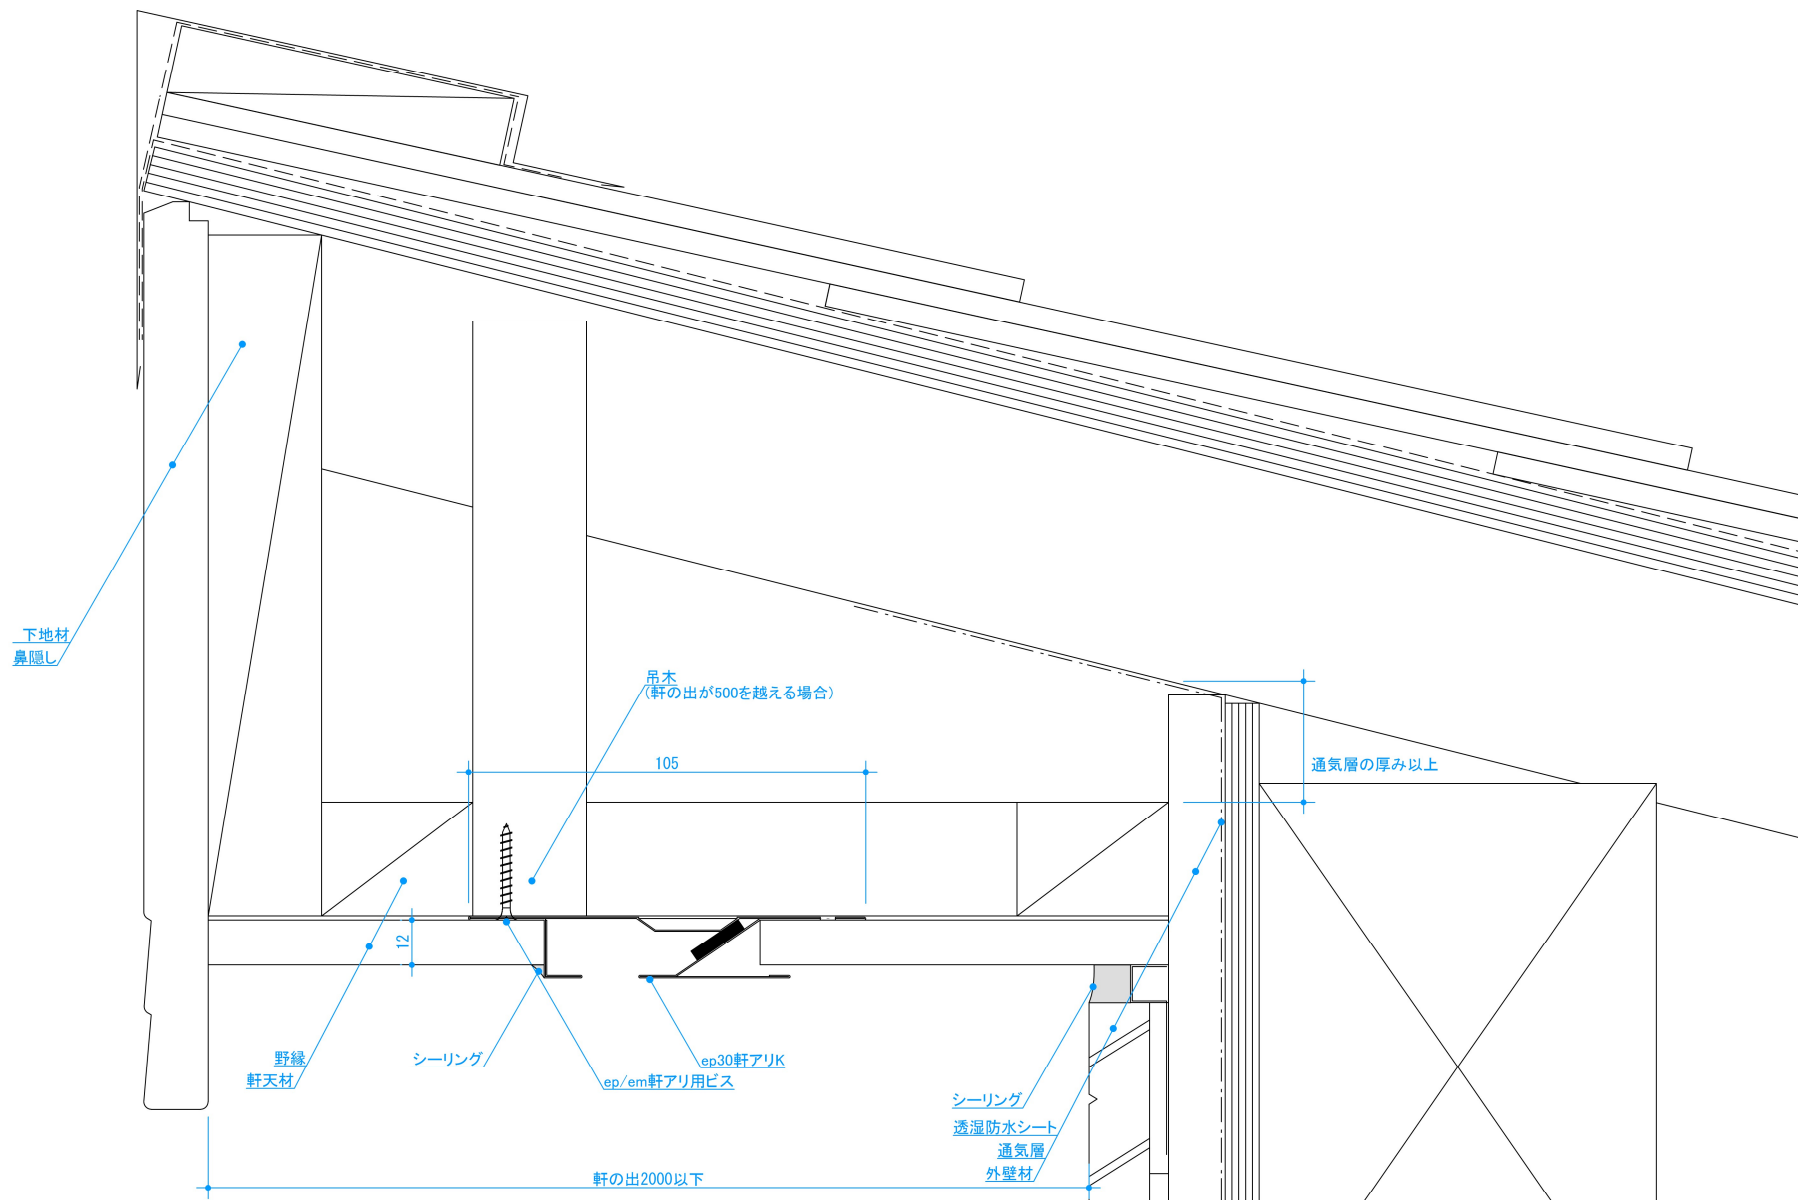 下地材
鼻隠し
吊木
(軒の出が500を越える場合)
105
通気層の厚み以上
12
野縁
軒天材
シーリング
ep30軒アリK
ep/em軒アリ用ビス
シーリング
透湿防水シート
通気層
外壁材
軒の出2000以下